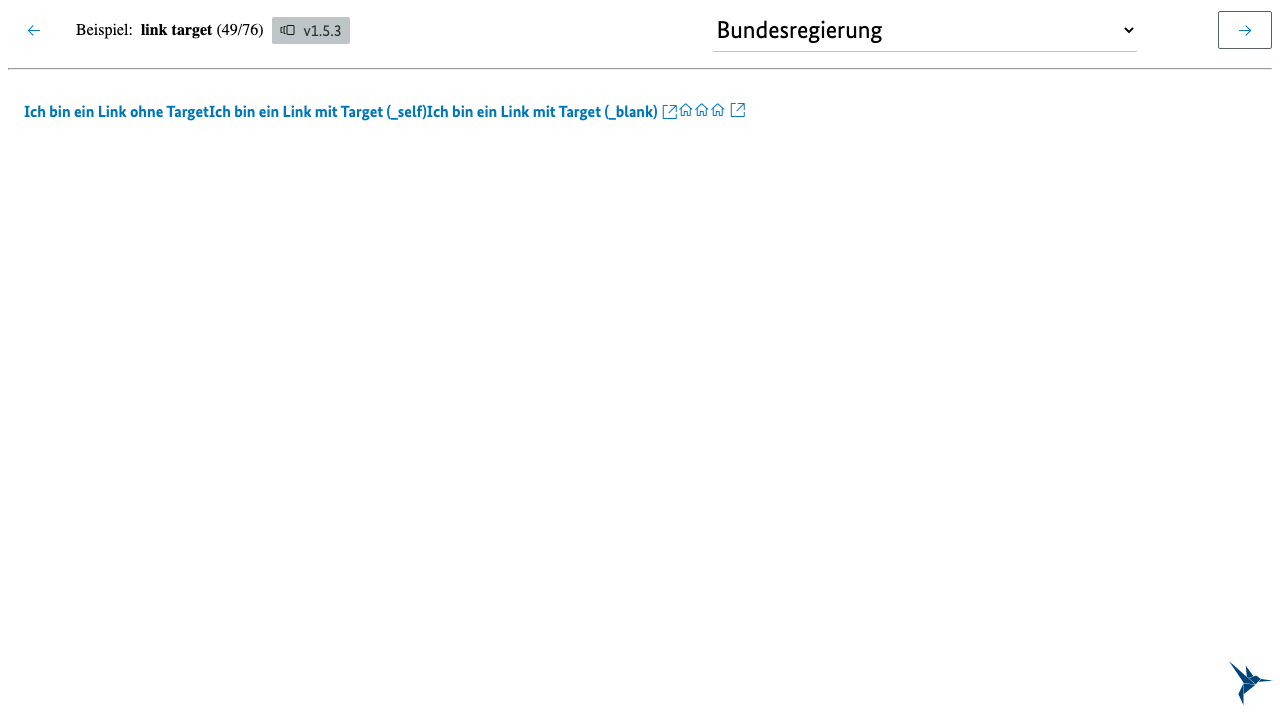 Beispiel: link target (49/76) v1.5.3 Bundesregierung
Ich bin ein Link ohne TargetIch bin ein Link mit Target (_self)Ich bin ein Link mit Target (_blank)